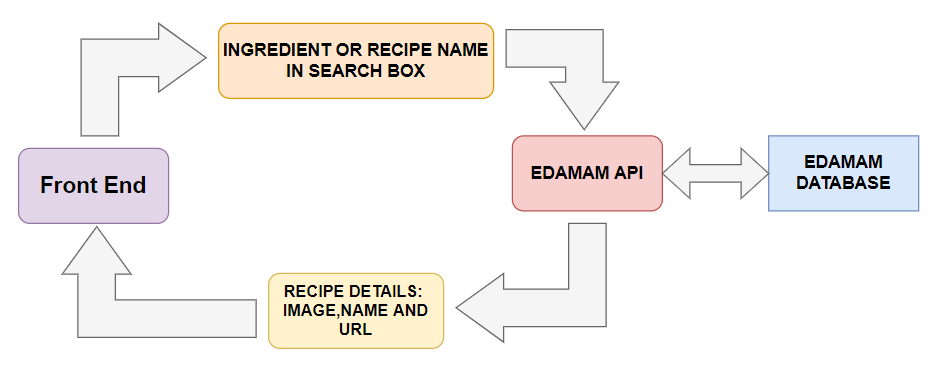 INGREDIENT OR RECIPE NAME
IN SEARCH BOX
Front End
EDAMAM API
EDAMAM
DATABASE
RECIPE DETAILS:
IMAGE,NAME AND
URL